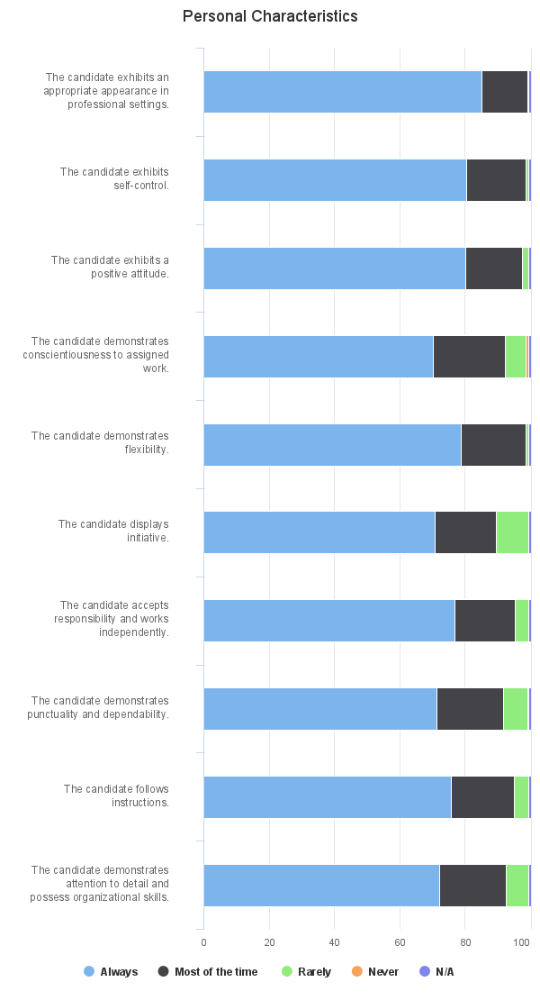 Personal Characteristics
The candidate exhibits an
appropriate appearance in
professional settings.
The candidate exhibits
self-control.
The candidate exhibits a
positive attitude.
The candidate demonstrates
conscientiousness to assigned
work.
The candidate demonstrates
flexibility.
The candidate displays
initiative.
The candidate accepts
responsibility and works
independently.
The candidate demonstrates
punctuality and dependability.
The candidate follows
instructions.
The candidate demonstrates
attention to detail and
possess organizational skills.
0 20 40 60 80 100
Always Most of the time Rarely Never N/A